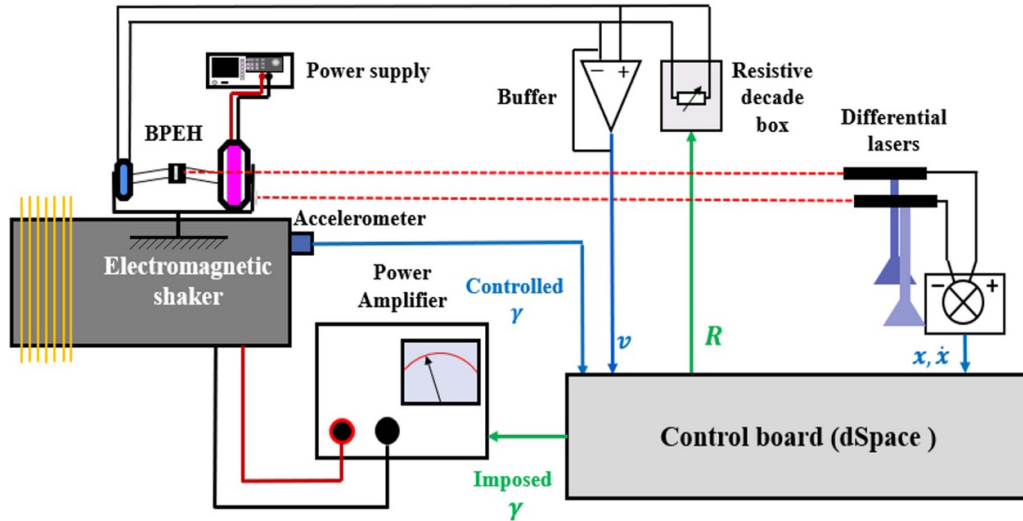 Power supply
BPEH
Buffer
− +
Resistive
decade
box
Differential
lasers
Accelerometer
Electromagnetic
shaker
Power
Amplifier
Controlled
γ
v
R
− +
x, ẋ
Control board (dSpace )
Imposed
γ